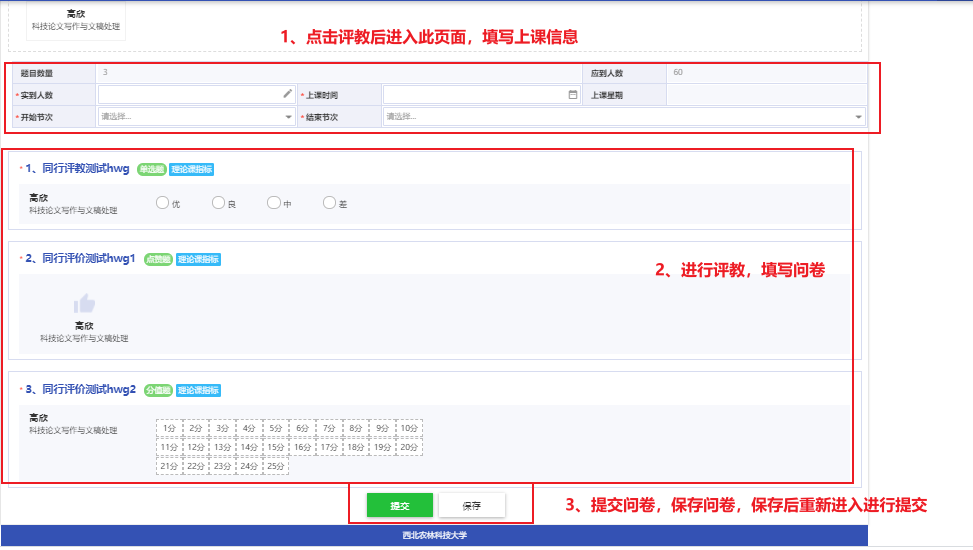 高欣
科技论文写作与文稿处理
1、点击评教后进入此页面，填写上课信息
题目数量 3 应到人数 60
*实到人数 *上课时间 上课星期
*开始节次 请选择... *结束节次 请选择...
*1、同行评教测试hwg 单选题 理论课指标
高欣
科技论文写作与文稿处理
优 良 中 差
*2、同行评价测试hwg1 点赞题 理论课指标
2、进行评教，填写问卷
高欣
科技论文写作与文稿处理
*3、同行评价测试hwg2 分值题 理论课指标
高欣
科技论文写作与文稿处理
1分 2分 3分 4分 5分 6分 7分 8分 9分 10分
11分 12分 13分 14分 15分 16分 17分 18分 19分 20分
21分 22分 23分 24分 25分
提交 保存
3、提交问卷，保存问卷，保存后重新进入进行提交
西北农林科技大学